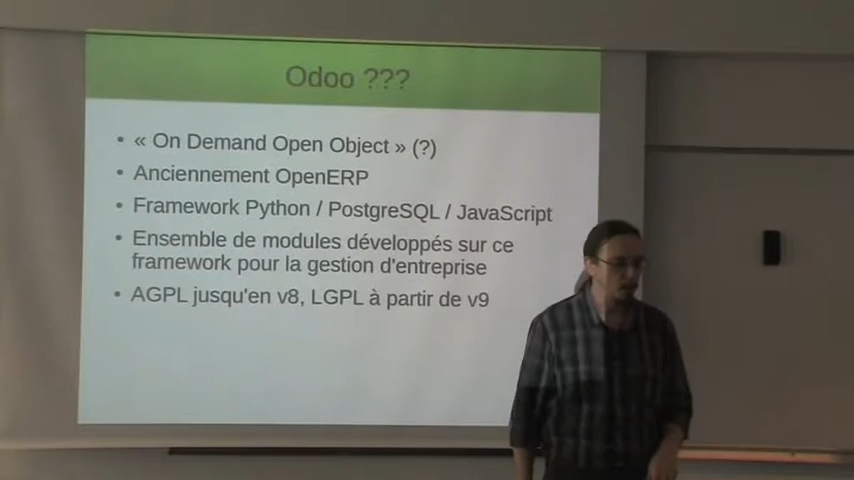 Odoo ???
• « On Demand Open Object » (?)
• Anciennement OpenERP
• Framework Python / PostgreSQL / JavaScript
• Ensemble de modules développés sur ce
framework pour la gestion d'entreprise
• AGPL jusqu'en v8, LGPL à partir de v9